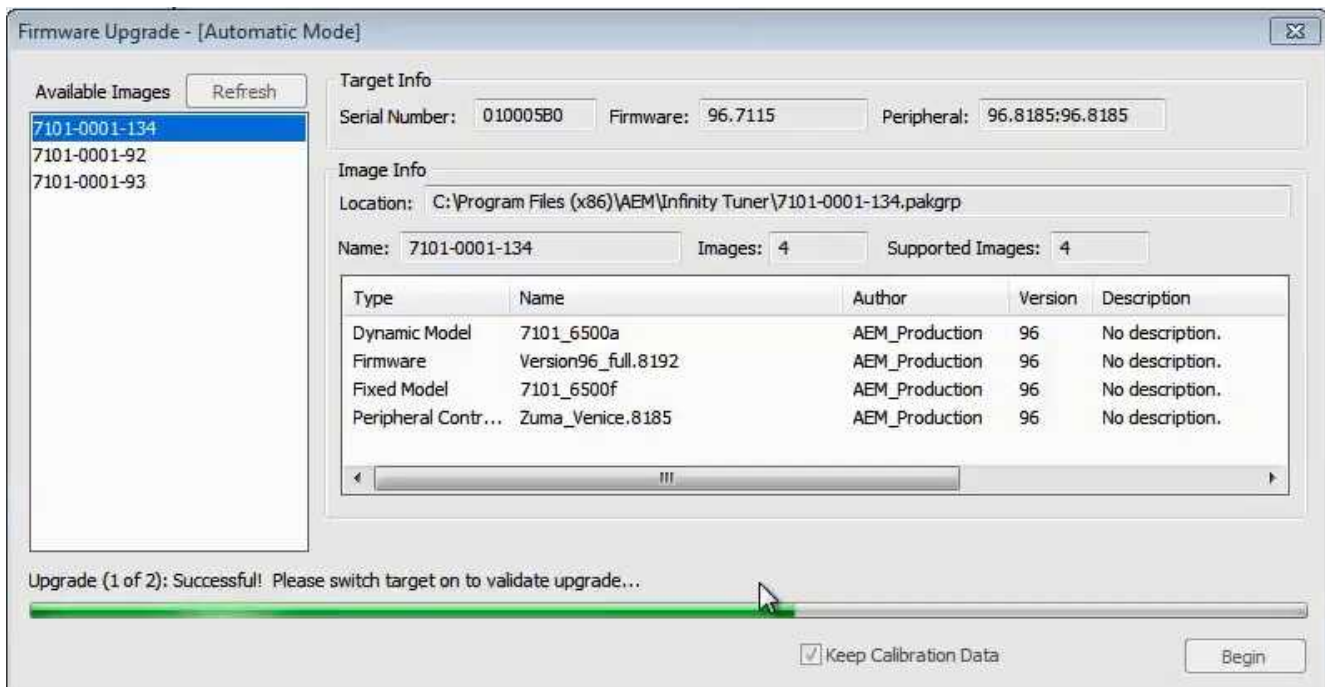 Firmware Upgrade - [Automatic Mode]
Available Images Refresh
7101-0001-134
7101-0001-92
7101-0001-93
Target Info
Serial Number: 010005B0 Firmware: 96.7115 Peripheral: 96.8185:96.8185
Image Info
Location: C:\Program Files (x86)\AEM\Infinity Tuner\7101-0001-134.pakgrp
Name: 7101-0001-134 Images: 4 Supported Images: 4
Type Name Author Version Description
Dynamic Model 7101_6500a AEM_Production 96 No description.
Firmware Version96_full.8192 AEM_Production 96 No description.
Fixed Model 7101_6500f AEM_Production 96 No description.
Peripheral Contr... Zuma_Venice.8185 AEM_Production 96 No description.
Upgrade (1 of 2): Successful! Please switch target on to validate upgrade...
Keep Calibration Data Begin